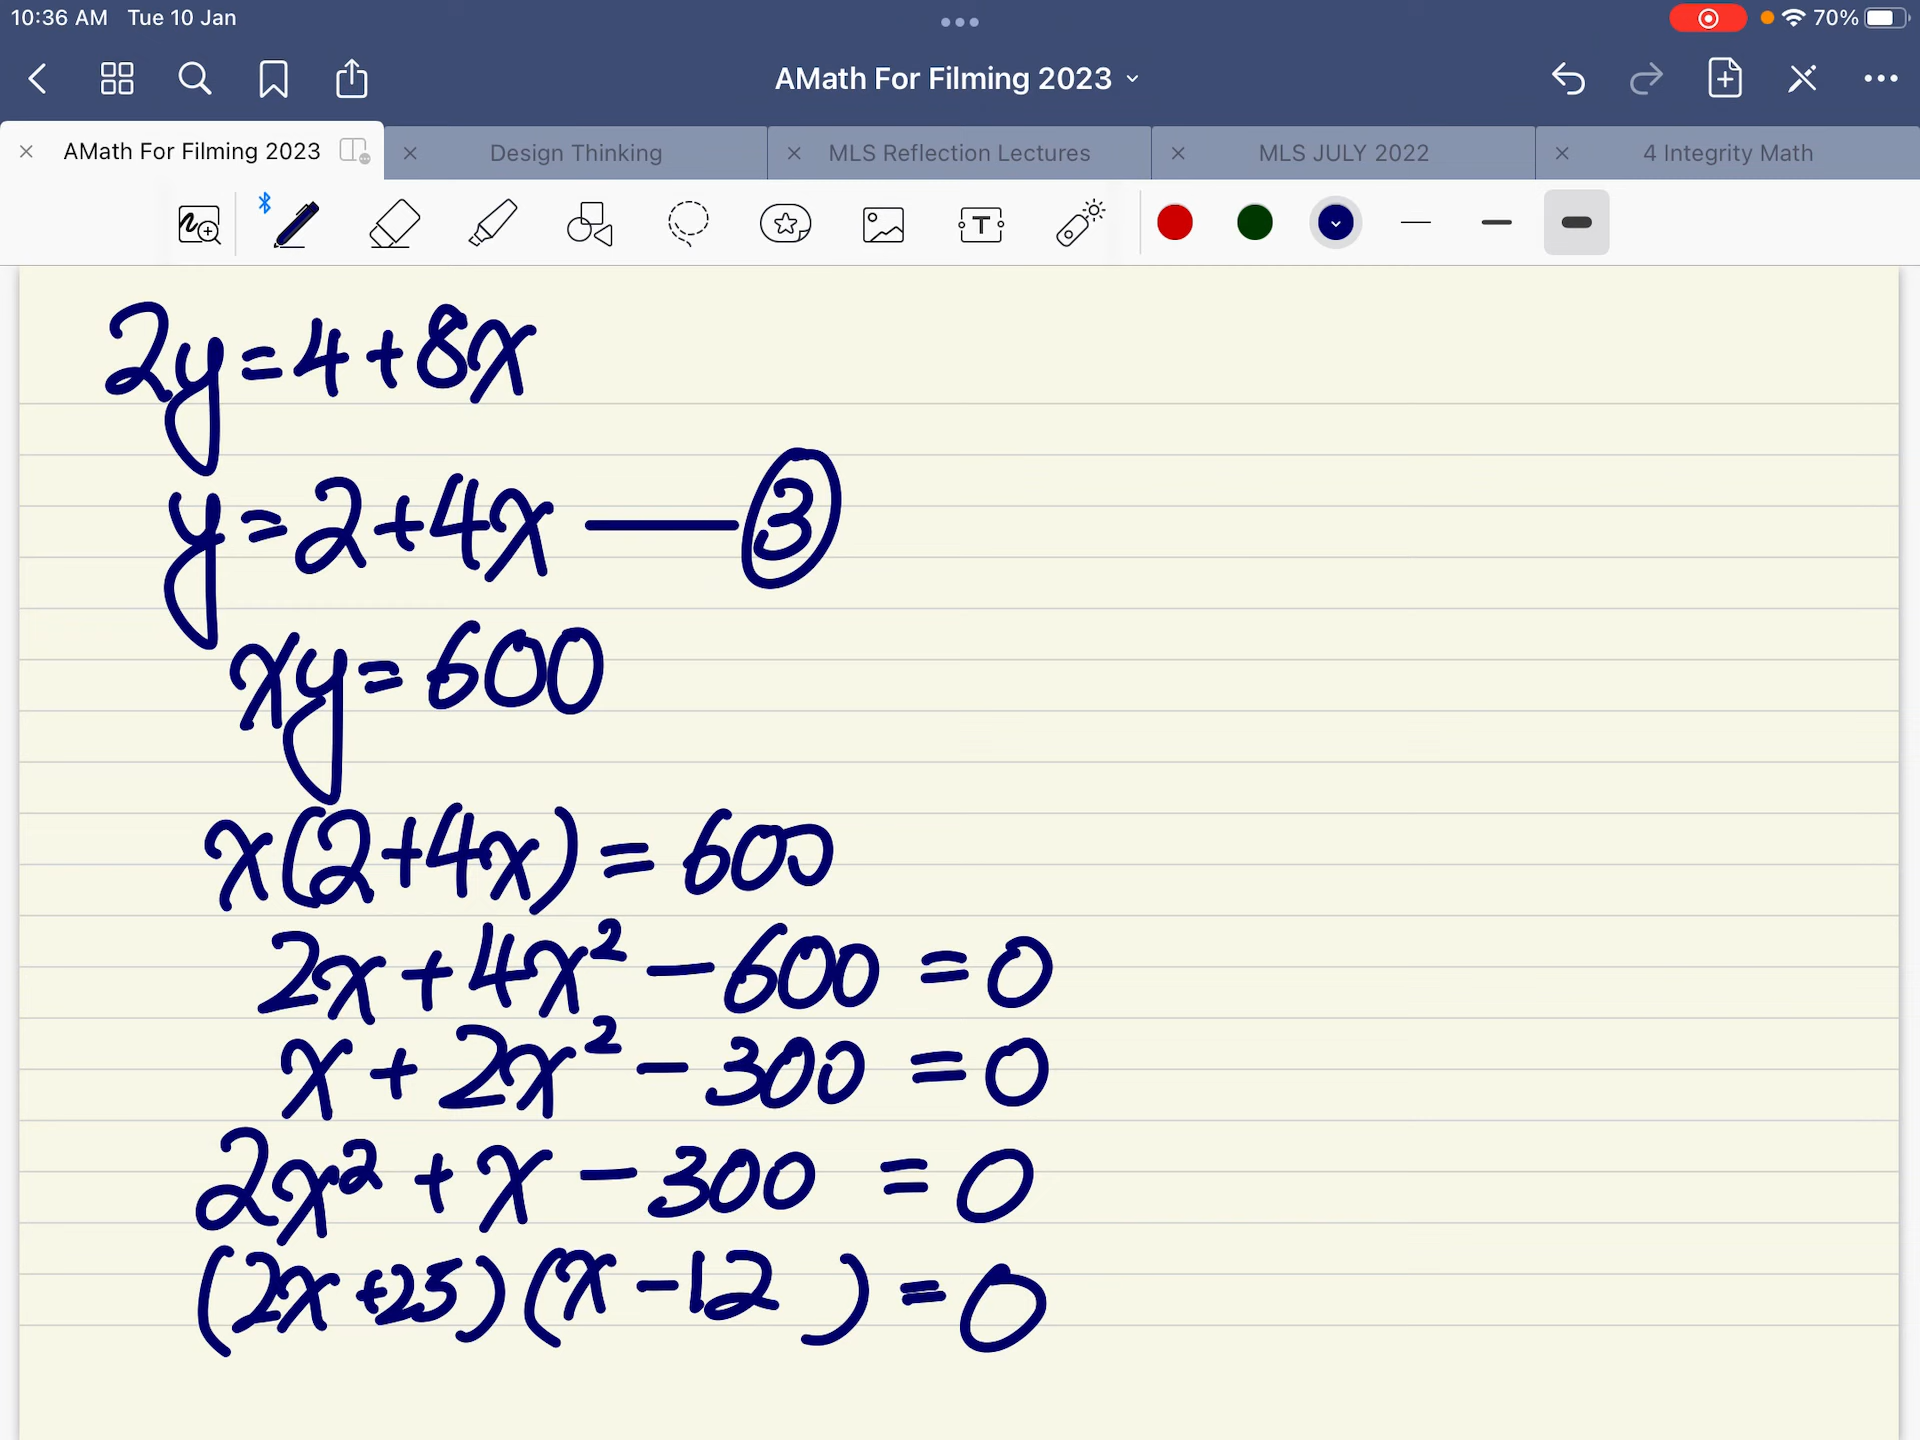 10:36 AM Tue 10 Jan
70%
AMath For Filming 2023
AMath For Filming 2023
Design Thinking
MLS Reflection Lectures
MLS JULY 2022
4 Integrity Math
2y=4+8x
y=2+4x — ③
xy=600
x(2+4x) = 600
2x+4x² - 600 = 0
x + 2x² - 300 = 0
2x² + x - 300 = 0
(2x+25)(x-12) = 0